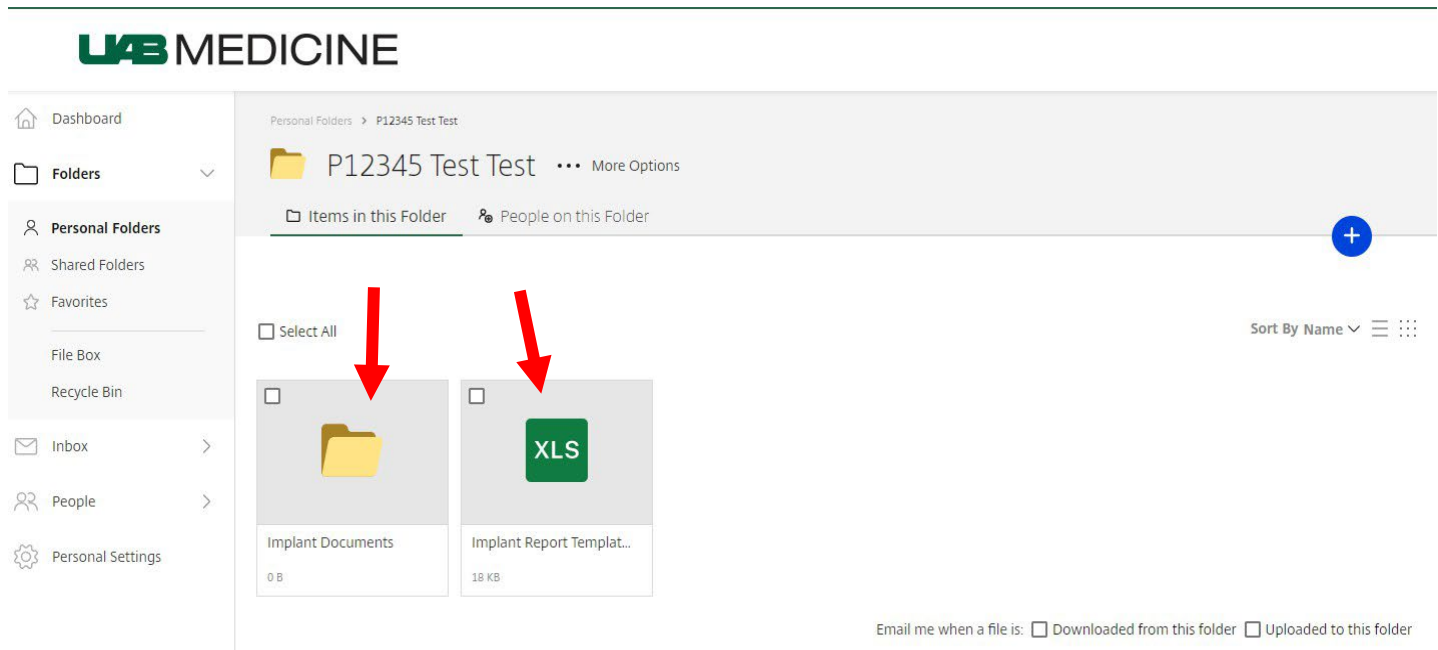 UAB MEDICINE
Dashboard
Folders
Personal Folders
Shared Folders
Favorites
File Box
Recycle Bin
Inbox
People
Personal Settings
Personal Folders > P12345 Test Test
P12345 Test Test ••• More Options
Items in this Folder People on this Folder
+
Select All
Sort By Name
XLS
Implant Documents
0 B
Implant Report Templat...
18 KB
Email me when a file is: Downloaded from this folder Uploaded to this folder